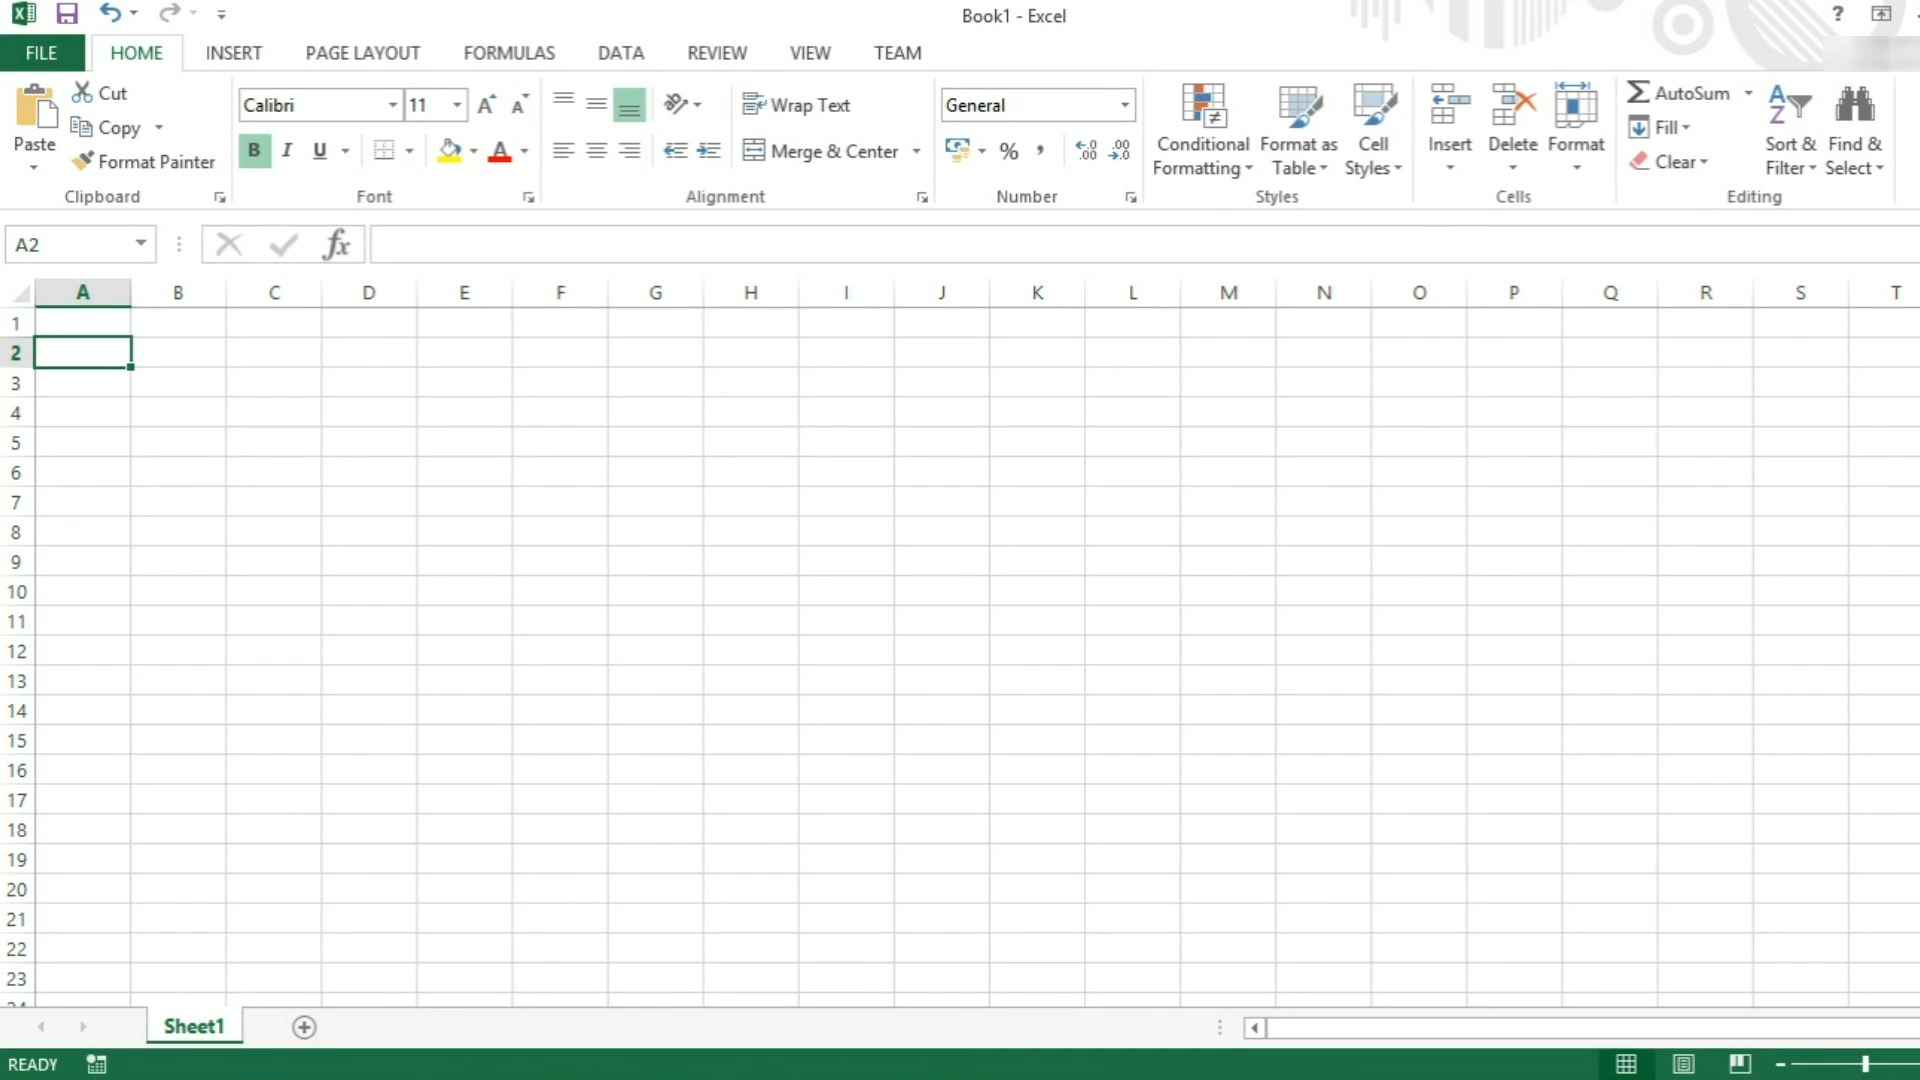 Book1 - Excel
?
FILE HOME INSERT PAGE LAYOUT FORMULAS DATA REVIEW VIEW TEAM
Paste
Cut
Copy
Format Painter
Clipboard
Calibri 11 A A
B I U A
Font
Wrap Text
Merge & Center
Alignment
General
% , .00 .00
Number
Conditional Formatting
Format as Table
Cell Styles
Styles
Insert Delete Format
Cells
AutoSum
Fill
Clear
Sort & Filter
Find & Select
Editing
A2 fx
A B C D E F G H I J K L M N O P Q R S T
1
2
3
4
5
6
7
8
9
10
11
12
13
14
15
16
17
18
19
20
21
22
23
Sheet1
READY